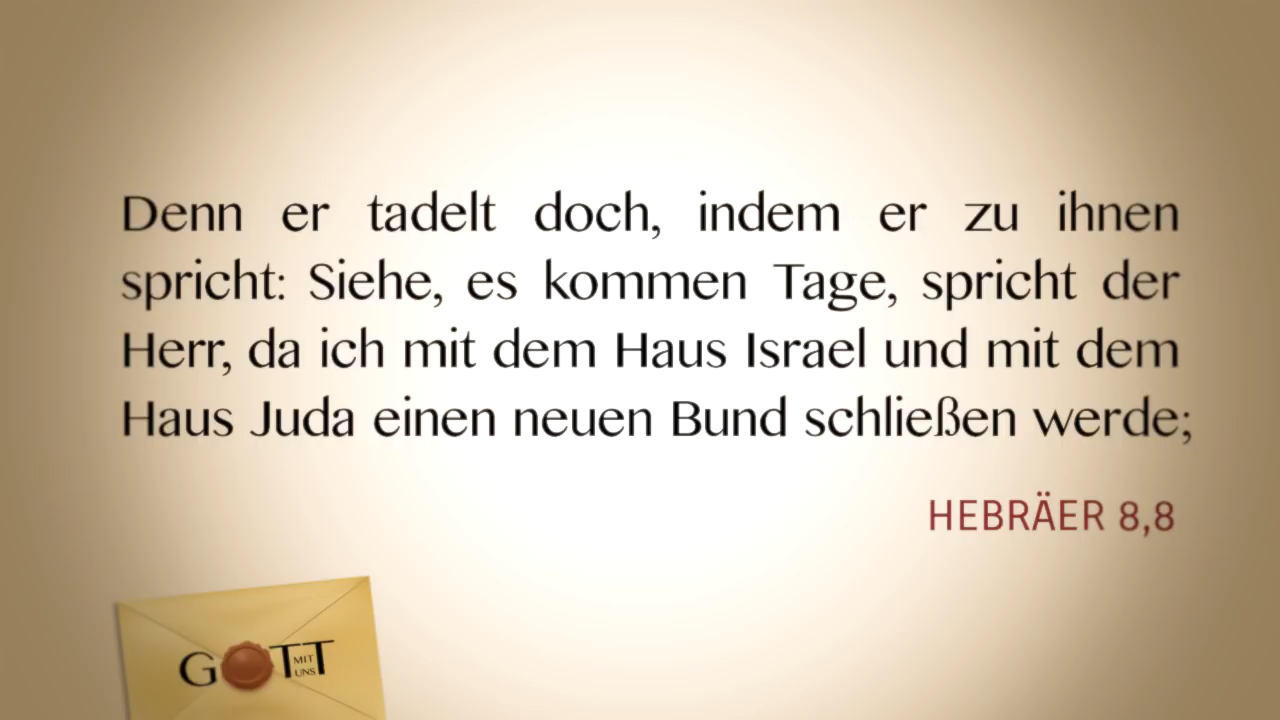 Denn er tadelt doch, indem er zu ihnen
spricht: Siehe, es kommen Tage, spricht der
Herr, da ich mit dem Haus Israel und mit dem
Haus Juda einen neuen Bund schließen werde;
HEBRÄER 8,8
GOTT
MIT
UNS